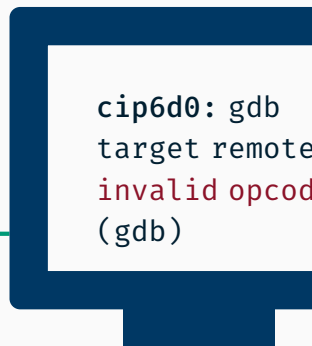 cip6d0: gdb
target remote
invalid opcod
(gdb)